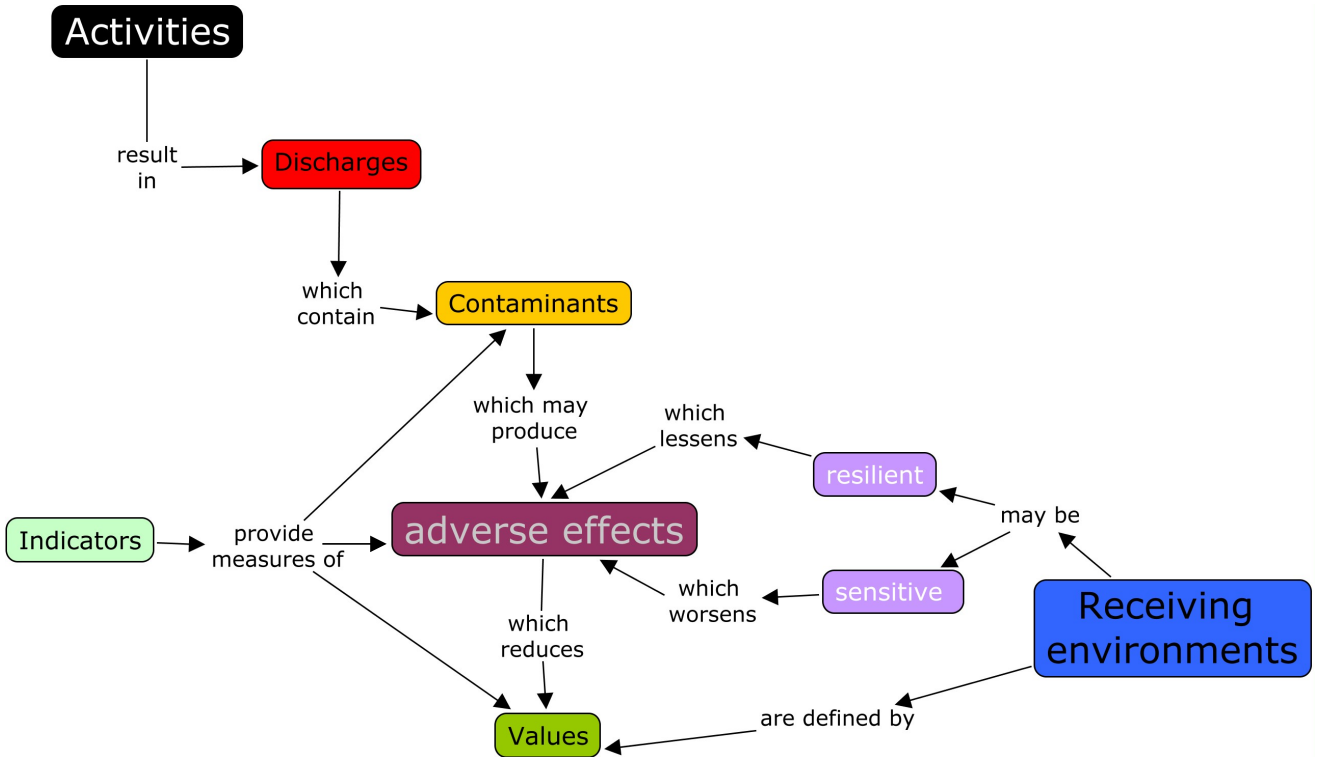 Activities
result
in
Discharges
which
contain
Contaminants
which may
produce
which
lessens
resilient
may be
adverse effects
Indicators
provide
measures of
which
worsens
sensitive
Receiving
environments
which
reduces
are defined by
Values